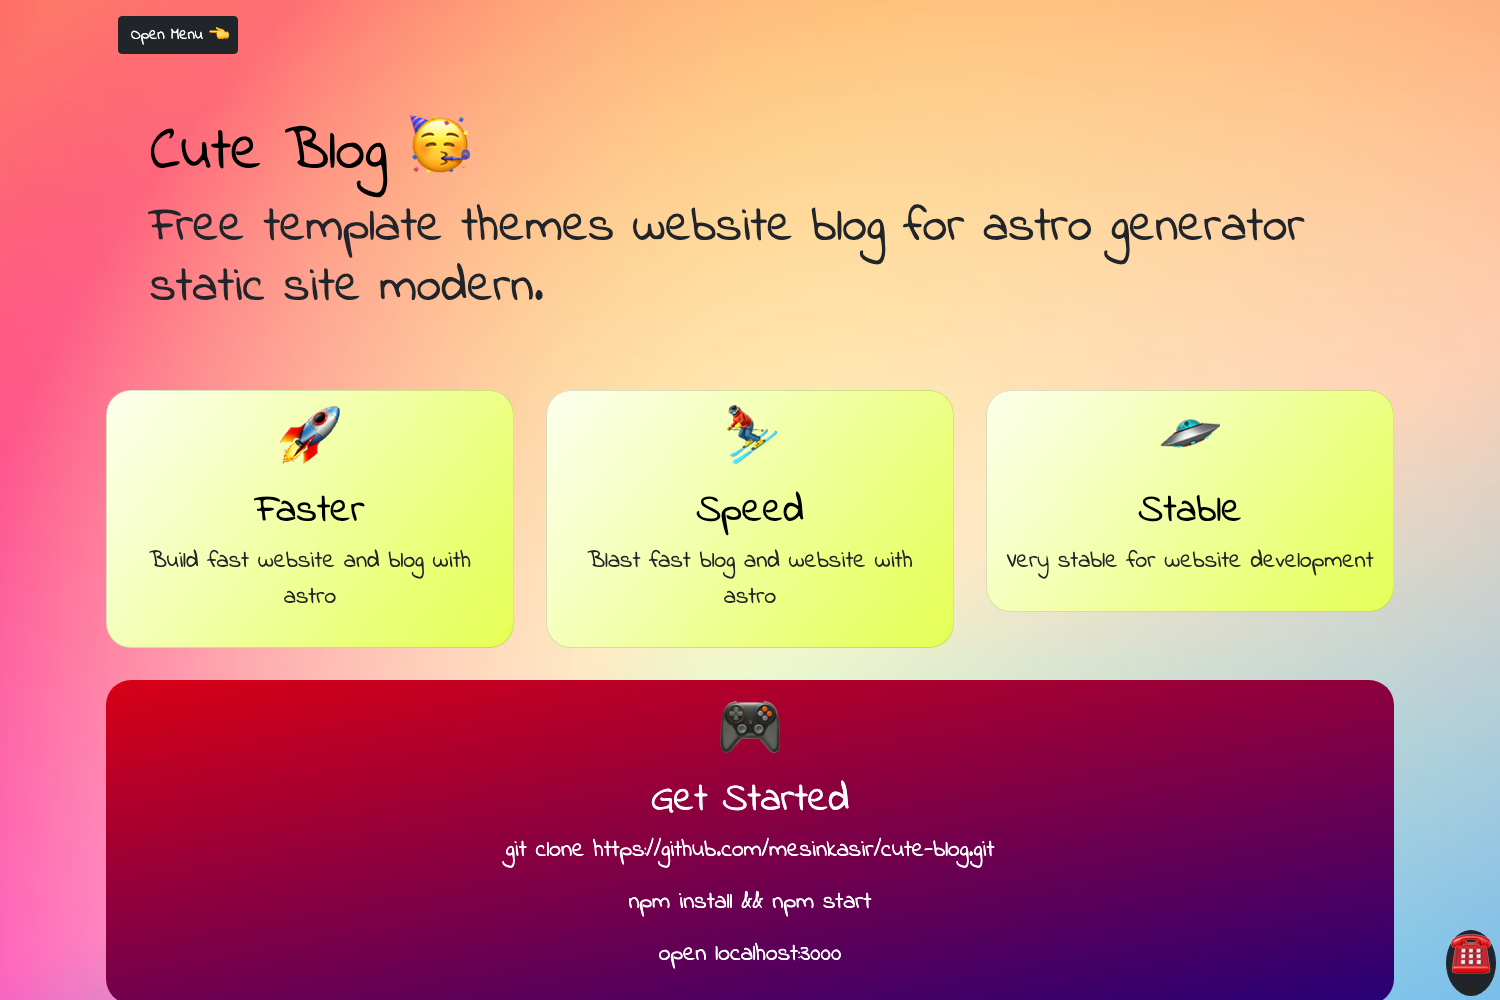 Open Menu 👈
Cute Blog 🥳
Free template themes website blog for astro generator
static site modern.
Faster
Build fast website and blog with
astro
Speed
Blast fast blog and website with
astro
Stable
Very stable for website development
Get Started
git clone https://github.com/mesinkasir/cute-blog.git
npm install && npm start
open localhost:3000